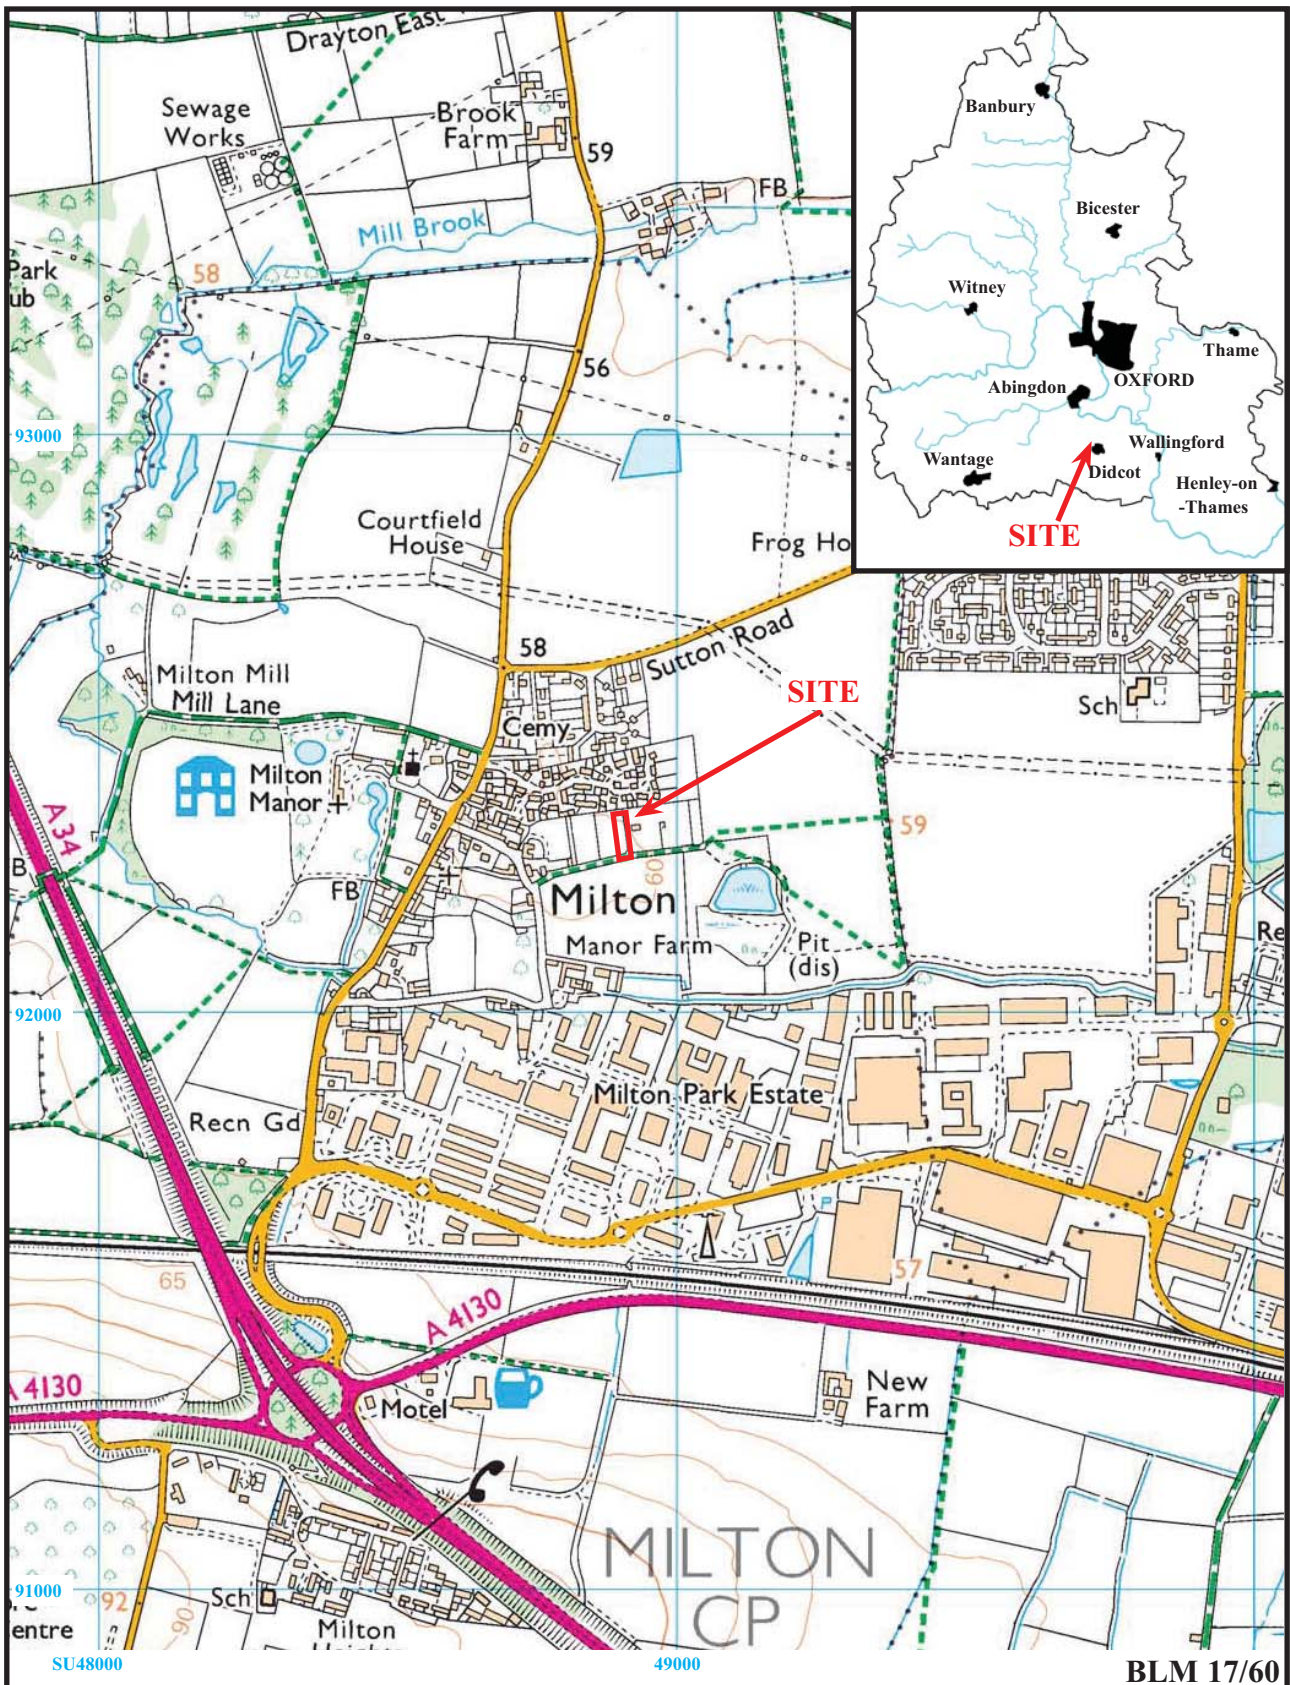 Drayton East
Sewage
Works
Brook
Farm
59
FB
Mill Brook
Park
ub
58
56
93000
Courtfield
House
Frog Ho
58
Sutton Road
Milton Mill
Mill Lane
SITE
Cemy
Sch
Milton
Manor
A 34
59
B
FB
60
Milton
Manor Farm
Pit
(dis)
Re
92000
Milton Park Estate
Recn Gd
65
57
A 4130
A 4130
Motel
New
Farm
MILTON
CP
91000
entre
92
90
Sch
Milton
SU48000
49000
BLM 17/60
Banbury
Bicester
Witney
Thame
OXFORD
Abingdon
Wallingford
Wantage
Didcot
Henley-on
-Thames
SITE